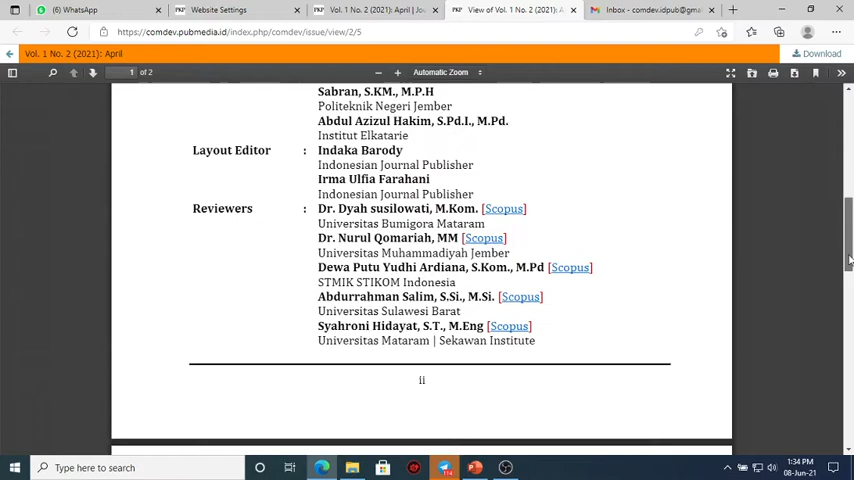 (6) WhatsApp
Website Settings
Vol. 1 No. 2 (2021): April | Jou
View of Vol. 1 No. 2 (2021): A
Inbox - comdev.idpub@gma
https://comdev.pubmedia.id/index.php/comdev/issue/view/2/5
Vol. 1 No. 2 (2021): April
Download
1 of 2
Automatic Zoom
Sabran, S.KM., M.P.H
Politeknik Negeri Jember
Abdul Azizul Hakim, S.Pd.I., M.Pd.
Institut Elkatarie
Layout Editor : Indaka Barody
Indonesian Journal Publisher
Irma Ulfia Farahani
Indonesian Journal Publisher
Reviewers : Dr. Dyah susilowati, M.Kom. [Scopus]
Universitas Bumigora Mataram
Dr. Nurul Qomariah, MM [Scopus]
Universitas Muhammadiyah Jember
Dewa Putu Yudhi Ardiana, S.Kom., M.Pd [Scopus]
STMIK STIKOM Indonesia
Abdurrahman Salim, S.Si., M.Si. [Scopus]
Universitas Sulawesi Barat
Syahroni Hidayat, S.T., M.Eng [Scopus]
Universitas Mataram | Sekawan Institute
ii
Type here to search
1:34 PM
08-Jun-21